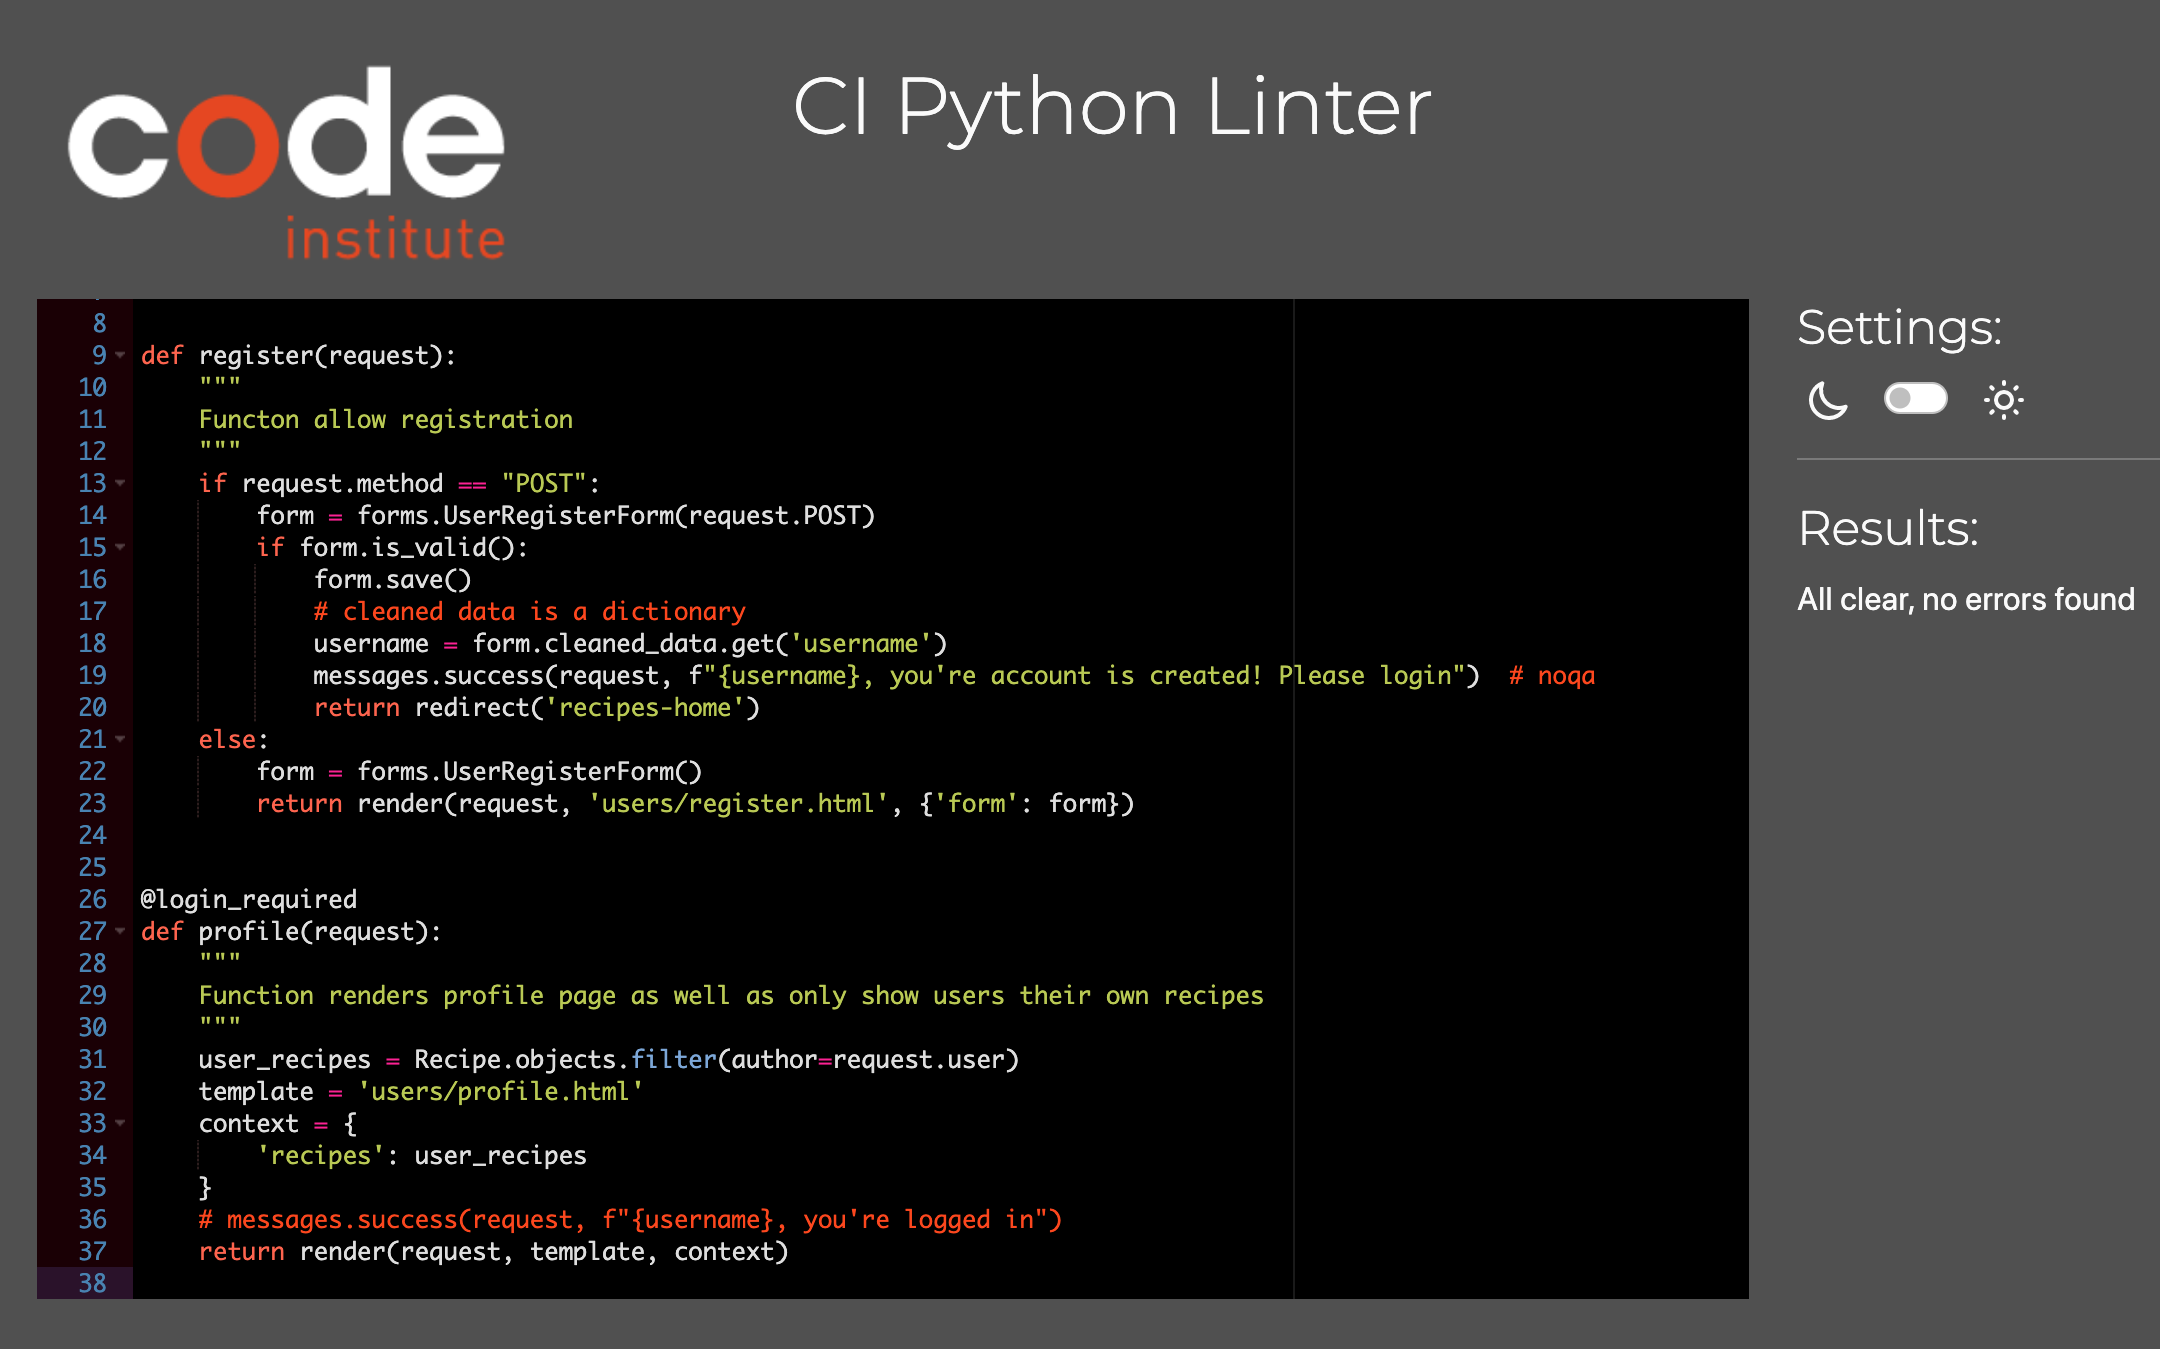 code
institute
CI Python Linter
8
9 def register(request):
10     """
11     Functon allow registration
12     """
13     if request.method == "POST":
14         form = forms.UserRegisterForm(request.POST)
15         if form.is_valid():
16             form.save()
17             # cleaned data is a dictionary
18             username = form.cleaned_data.get('username')
19             messages.success(request, f"{username}, you're account is created! Please login")  # noqa
20             return redirect('recipes-home')
21     else:
22         form = forms.UserRegisterForm()
23         return render(request, 'users/register.html', {'form': form})
24
25
26 @login_required
27 def profile(request):
28     """
29     Function renders profile page as well as only show users their own recipes
30     """
31     user_recipes = Recipe.objects.filter(author=request.user)
32     template = 'users/profile.html'
33     context = {
34         'recipes': user_recipes
35     }
36     # messages.success(request, f"{username}, you're logged in")
37     return render(request, template, context)
38
Settings:
Results:
All clear, no errors found